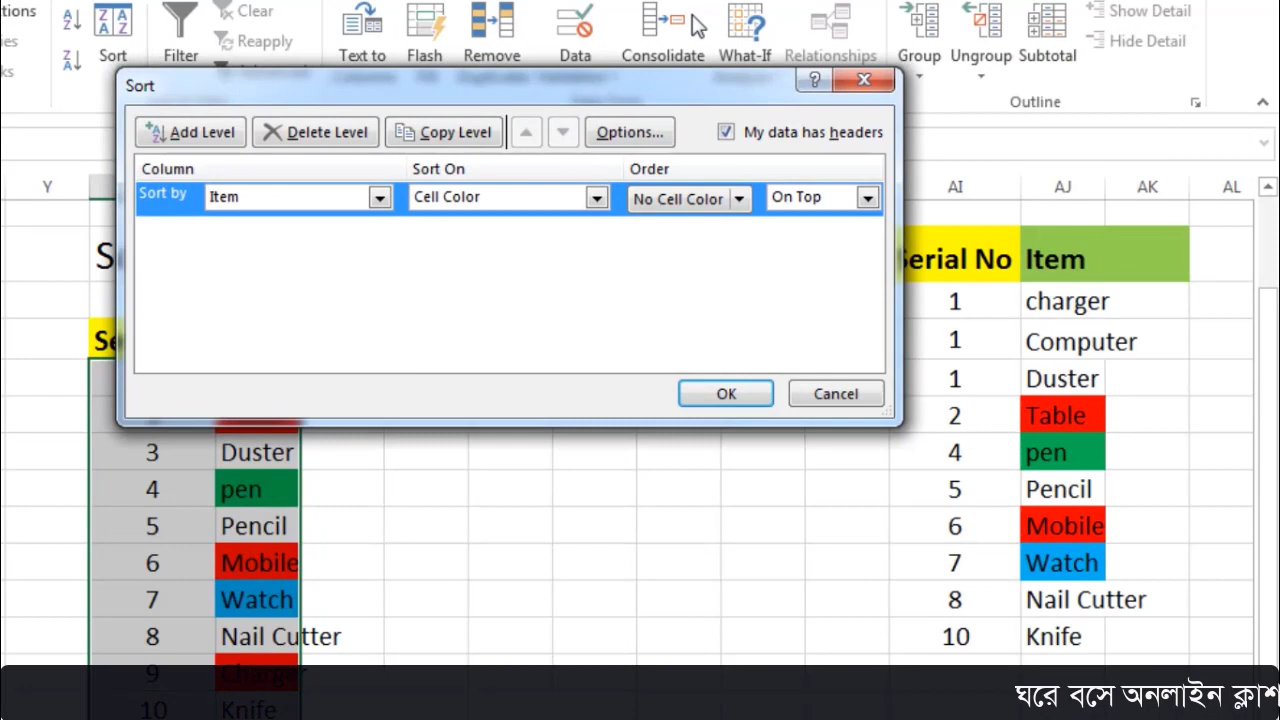 Clear Show Detail
Reapply Hide Detail
Sort Filter Text to Flash Remove Data Consolidate What-If Relationships Group Ungroup Subtotal
Outline
Sort
Add Level Delete Level Copy Level Options... My data has headers
Column Sort On Order
Sort by Item Cell Color No Cell Color On Top
OK Cancel
Y AI AJ AK AL
Serial No Item
1 charger
1 Computer
1 Duster
2 Table
3 Duster 4 pen
4 pen 5 Pencil
5 Pencil 6 Mobile
6 Mobile 7 Watch
7 Watch 8 Nail Cutter
8 Nail Cutter 10 Knife
9 Charger
10 Knife
ঘরে বসে অনলাইন ক্লাশ